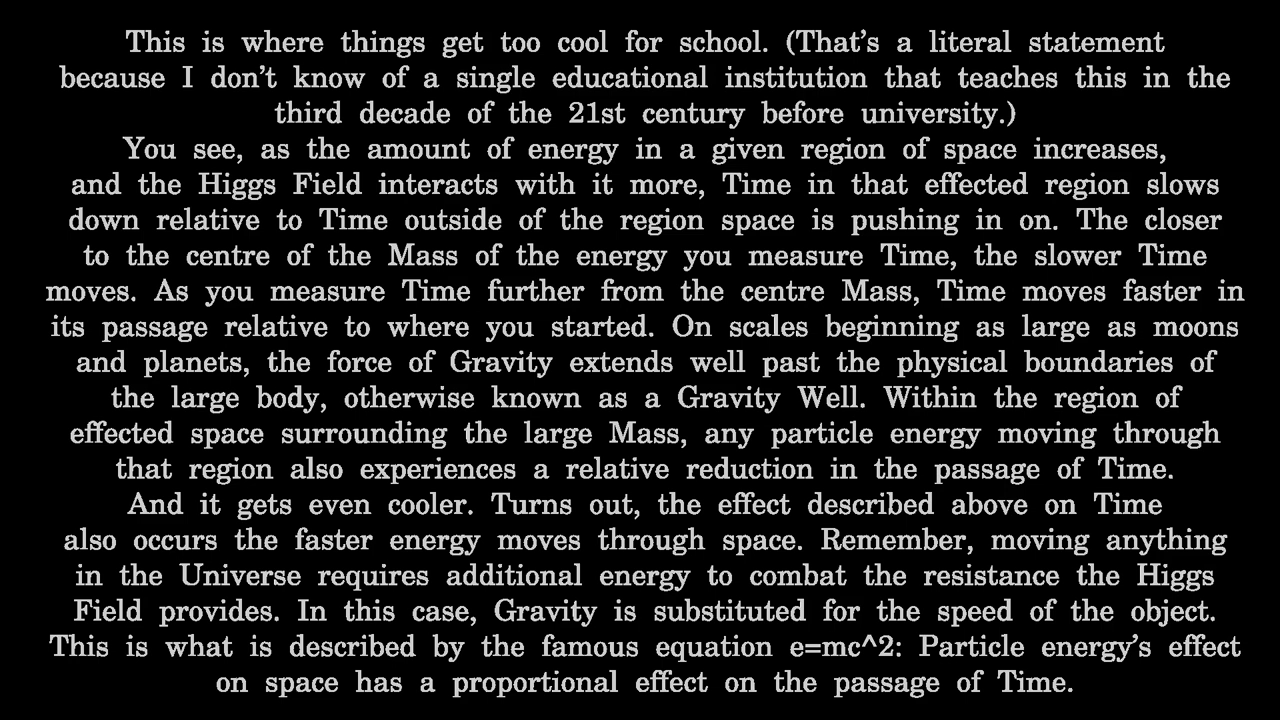 This is where things get too cool for school. (That's a literal statement
because I don't know of a single educational institution that teaches this in the
third decade of the 21st century before university.)
You see, as the amount of energy in a given region of space increases,
and the Higgs Field interacts with it more, Time in that effected region slows
down relative to Time outside of the region space is pushing in on. The closer
to the centre of the Mass of the energy you measure Time, the slower Time
moves. As you measure Time further from the centre Mass, Time moves faster in
its passage relative to where you started. On scales beginning as large as moons
and planets, the force of Gravity extends well past the physical boundaries of
the large body, otherwise known as a Gravity Well. Within the region of
effected space surrounding the large Mass, any particle energy moving through
that region also experiences a relative reduction in the passage of Time.
And it gets even cooler. Turns out, the effect described above on Time
also occurs the faster energy moves through space. Remember, moving anything
in the Universe requires additional energy to combat the resistance the Higgs
Field provides. In this case, Gravity is substituted for the speed of the object.
This is what is described by the famous equation e=mc^2: Particle energy's effect
on space has a proportional effect on the passage of Time.